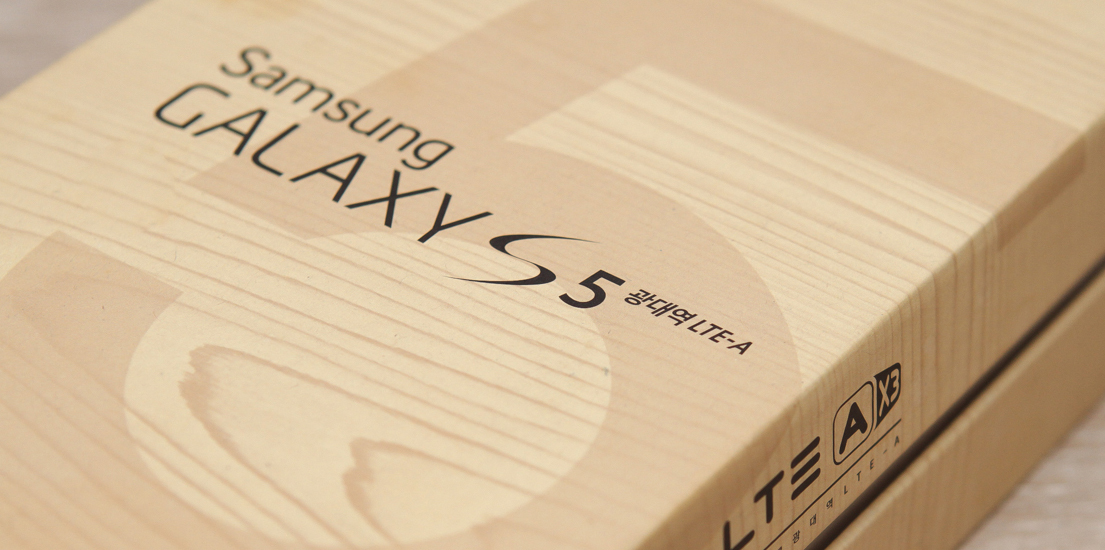 Samsung
GALAXY S5 광대역 LTE-A
LTE A X3
광대역 LTE-A